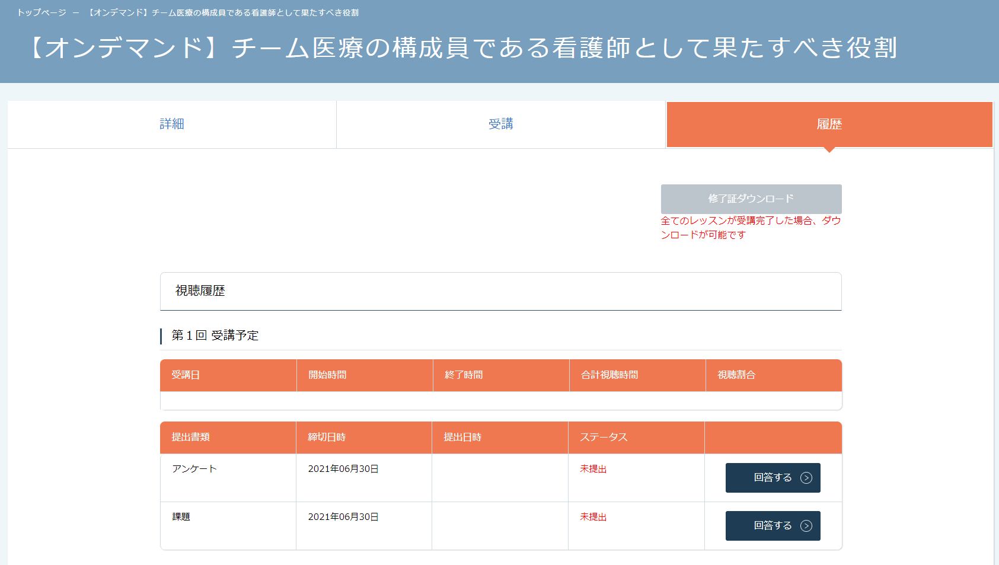 トップページ － 【オンデマンド】チーム医療の構成員である看護師として果たすべき役割
【オンデマンド】チーム医療の構成員である看護師として果たすべき役割
詳細 受講 履歴
修了証ダウンロード
全てのレッスンが受講完了した場合、ダウ
ンロードが可能です
視聴履歴
第１回 受講予定
受講日 開始時間 終了時間 合計視聴時間 視聴割合
提出書類 締切日時 提出日時 ステータス
アンケート 2021年06月30日 未提出 回答する
課題 2021年06月30日 未提出 回答する